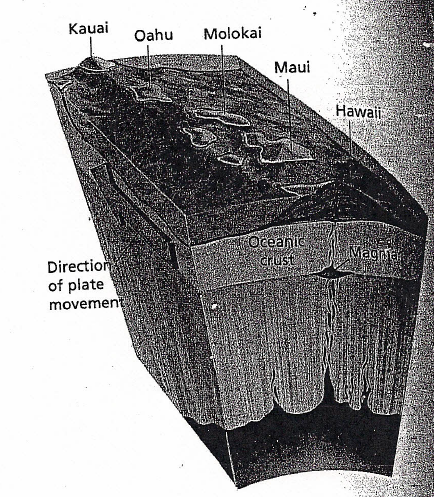 Kauai
Oahu
Molokai
Maui
Hawaii
Oceanic
crust
Magma
Direction
of plate
movement